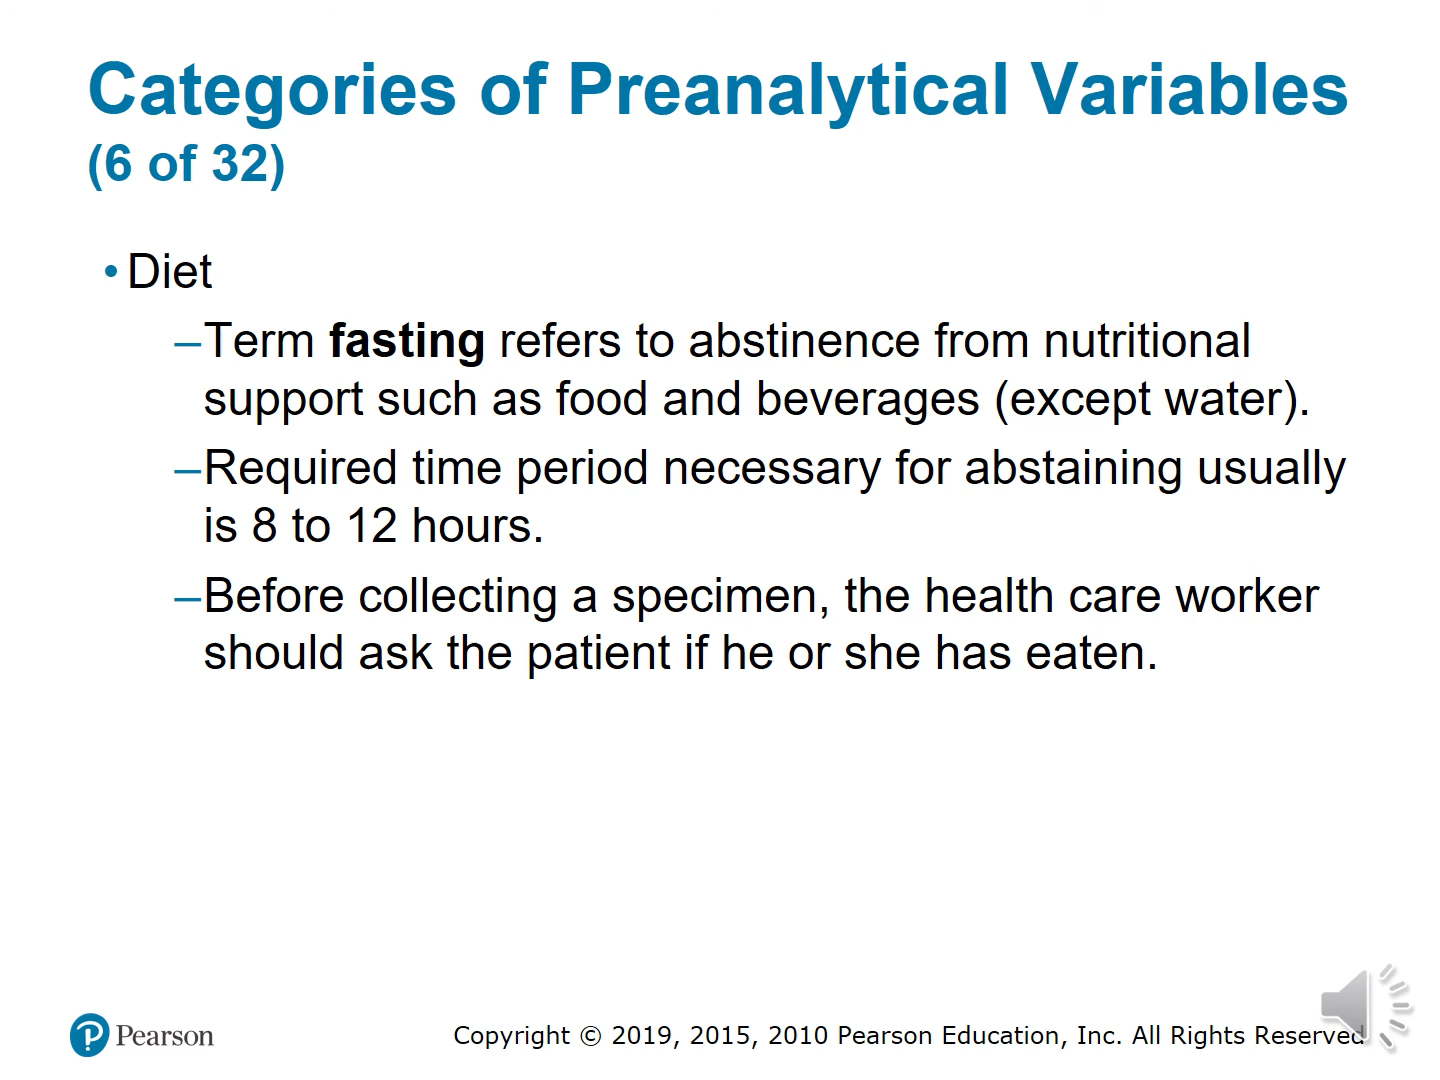 Categories of Preanalytical Variables
(6 of 32)
• Diet
–Term fasting refers to abstinence from nutritional
support such as food and beverages (except water).
–Required time period necessary for abstaining usually
is 8 to 12 hours.
–Before collecting a specimen, the health care worker
should ask the patient if he or she has eaten.
Pearson
Copyright © 2019, 2015, 2010 Pearson Education, Inc. All Rights Reserved